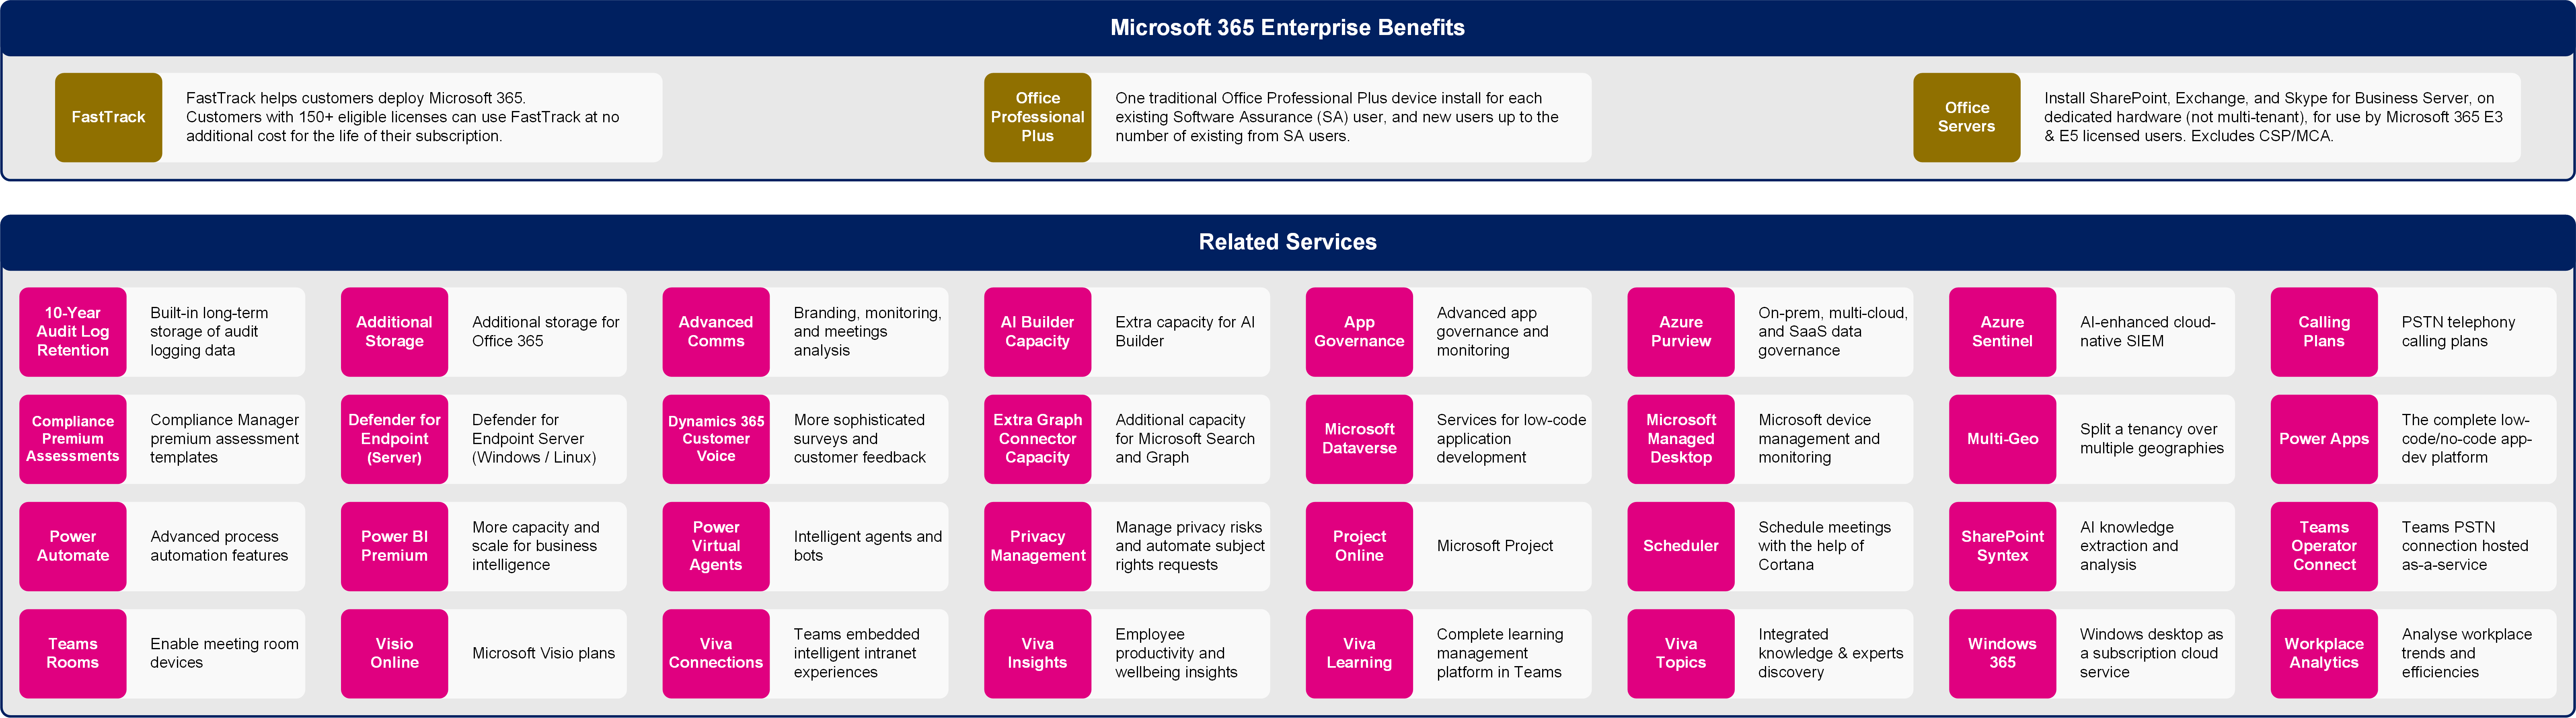 Microsoft 365 Enterprise Benefits
FastTrack
FastTrack helps customers deploy Microsoft 365.
Customers with 150+ eligible licenses can use FastTrack at no
additional cost for the life of their subscription.
Office
Professional
Plus
One traditional Office Professional Plus device install for each
existing Software Assurance (SA) user, and new users up to the
number of existing from SA users.
Office
Servers
Install SharePoint, Exchange, and Skype for Business Server, on
dedicated hardware (not multi-tenant), for use by Microsoft 365 E3
& E5 licensed users. Excludes CSP/MCA.
Related Services
10-Year
Audit Log
Retention
Built-in long-term
storage of audit
logging data
Additional
Storage
Additional storage for
Office 365
Advanced
Comms
Branding, monitoring,
and meetings
analysis
AI Builder
Capacity
Extra capacity for AI
Builder
App
Governance
Advanced app
governance and
monitoring
Azure
Purview
On-prem, multi-cloud,
and SaaS data
governance
Azure
Sentinel
AI-enhanced cloud-
native SIEM
Calling
Plans
PSTN telephony
calling plans
Compliance
Premium
Assessments
Compliance Manager
premium assessment
templates
Defender for
Endpoint
(Server)
Defender for
Endpoint Server
(Windows / Linux)
Dynamics 365
Customer
Voice
More sophisticated
surveys and
customer feedback
Extra Graph
Connector
Capacity
Additional capacity
for Microsoft Search
and Graph
Microsoft
Dataverse
Services for low-code
application
development
Microsoft
Managed
Desktop
Microsoft device
management and
monitoring
Multi-Geo
Split a tenancy over
multiple geographies
Power Apps
The complete low-
code/no-code app-
dev platform
Power
Automate
Advanced process
automation features
Power BI
Premium
More capacity and
scale for business
intelligence
Power
Virtual
Agents
Intelligent agents and
bots
Privacy
Management
Manage privacy risks
and automate subject
rights requests
Project
Online
Microsoft Project
Scheduler
Schedule meetings
with the help of
Cortana
SharePoint
Syntex
AI knowledge
extraction and
analysis
Teams
Operator
Connect
Teams PSTN
connection hosted
as-a-service
Teams
Rooms
Enable meeting room
devices
Visio
Online
Microsoft Visio plans
Viva
Connections
Teams embedded
intelligent intranet
experiences
Viva
Insights
Employee
productivity and
wellbeing insights
Viva
Learning
Complete learning
management
platform in Teams
Viva
Topics
Integrated
knowledge & experts
discovery
Windows
365
Windows desktop as
a subscription cloud
service
Workplace
Analytics
Analyse workplace
trends and
efficiencies